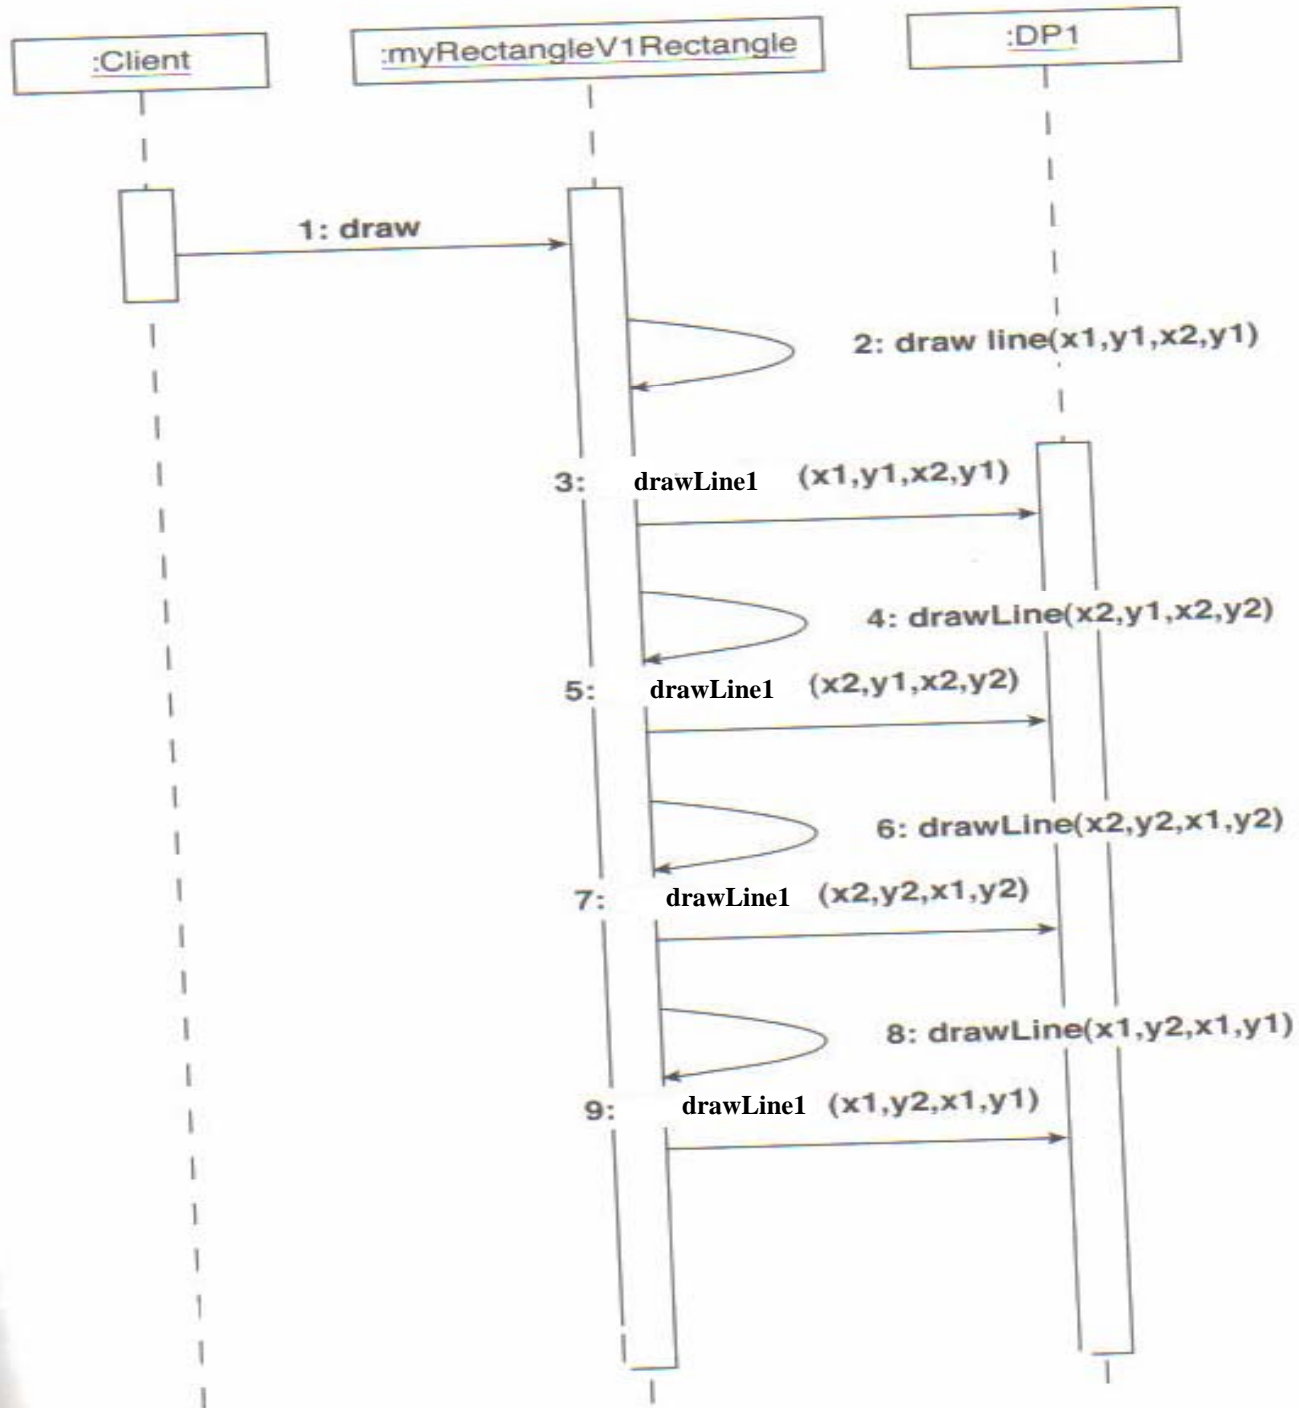 :Client
:myRectangleV1Rectangle
:DP1
1: draw
2: draw line(x1,y1,x2,y1)
3: drawLine1 (x1,y1,x2,y1)
4: drawLine(x2,y1,x2,y2)
5: drawLine1 (x2,y1,x2,y2)
6: drawLine(x2,y2,x1,y2)
7: drawLine1 (x2,y2,x1,y2)
8: drawLine(x1,y2,x1,y1)
9: drawLine1 (x1,y2,x1,y1)